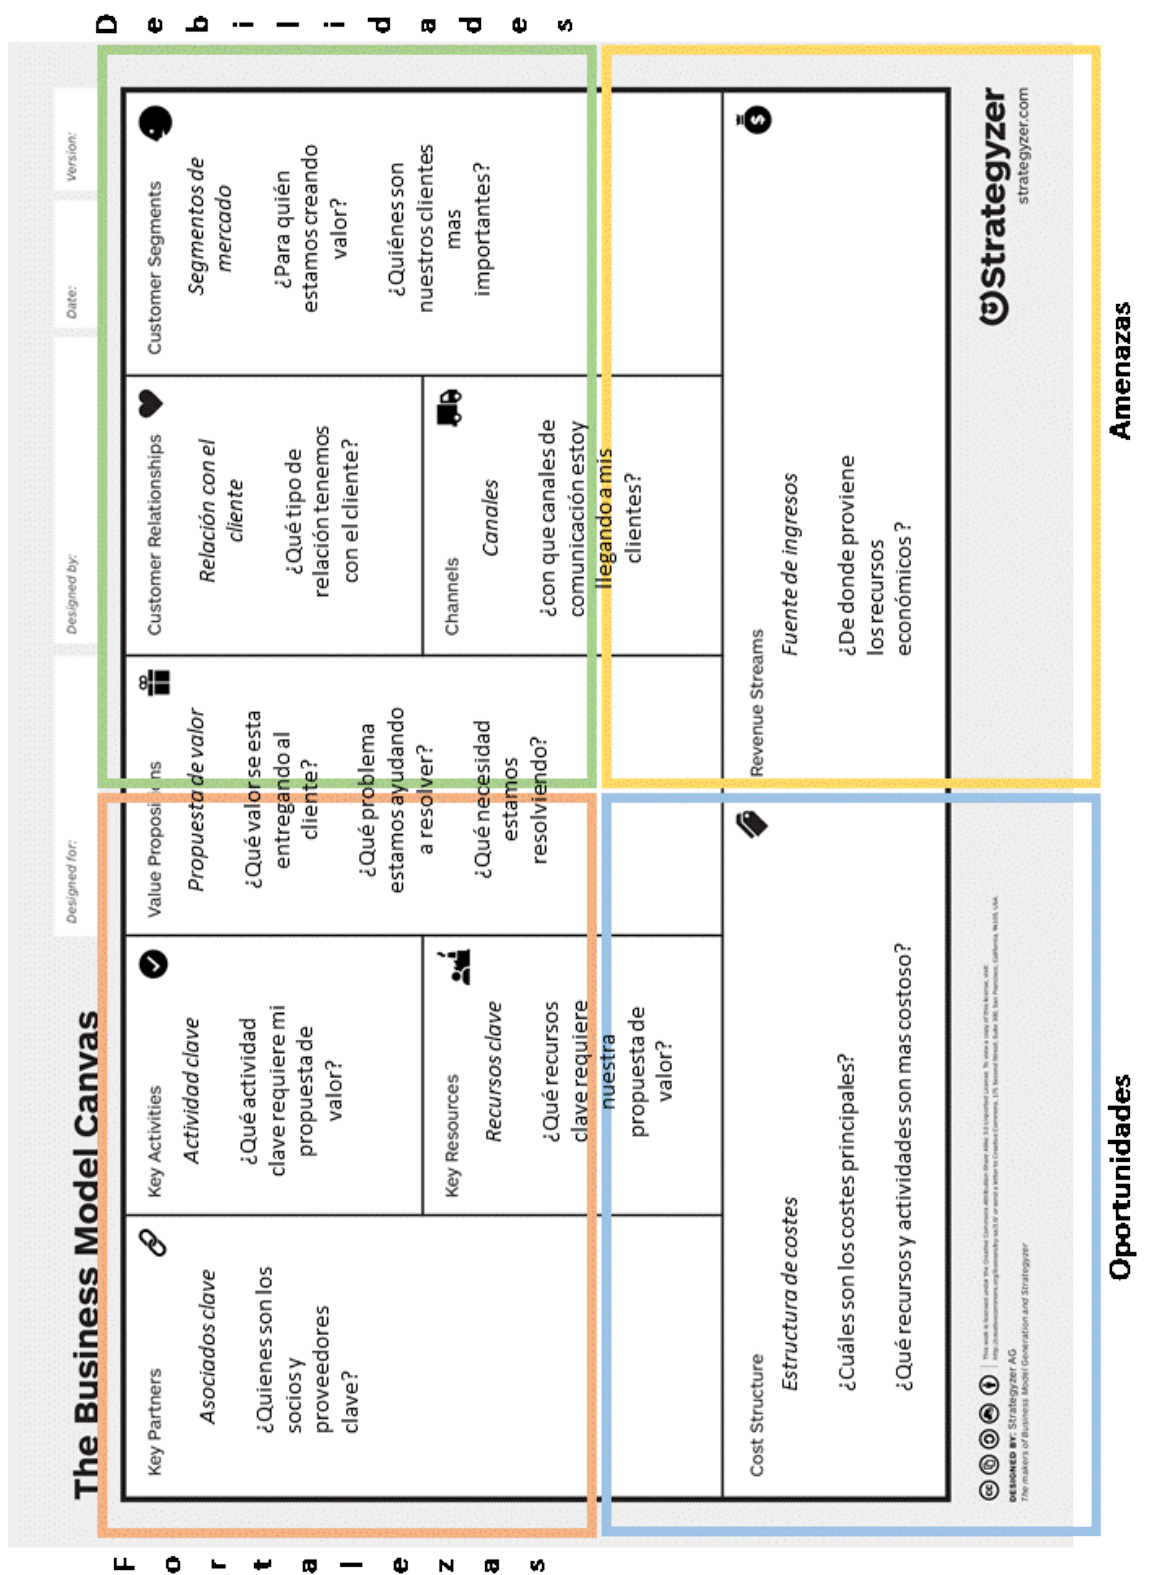 The Business Model Canvas
Designed for:
Designed by:
Date:
Version:
Fortalezas
Debilidades
Key Partners
Asociados clave
¿Quienes son los
socios y
proveedores
clave?
Key Activities
Actividad clave
¿Qué actividad
clave requiere mi
propuesta de
valor?
Key Resources
Recursos clave
¿Qué recursos
clave requiere
nuestra
propuesta de
valor?
Value Propositions
Propuesta de valor
¿Qué valor se esta
entregando al
cliente?
¿Qué problema
estamos ayudando
a resolver?
¿Qué necesidad
estamos
resolviendo?
Customer Relationships
Relación con el
cliente
¿Qué tipo de
relación tenemos
con el cliente?
Channels
Canales
¿con que canales de
comunicación estoy
llegando a mis
clientes?
Customer Segments
Segmentos de
mercado
¿Para quién
estamos creando
valor?
¿Quiénes son
nuestros clientes
mas
importantes?
Cost Structure
Estructura de costes
¿Cuáles son los costes principales?
¿Qué recursos y actividades son mas costoso?
Revenue Streams
Fuente de ingresos
¿De donde proviene
los recursos
económicos ?
DESIGNED BY: Strategyzer AG
The makers of Business Model Generation and Strategyzer
Strategyzer
strategyzer.com
Oportunidades
Amenazas